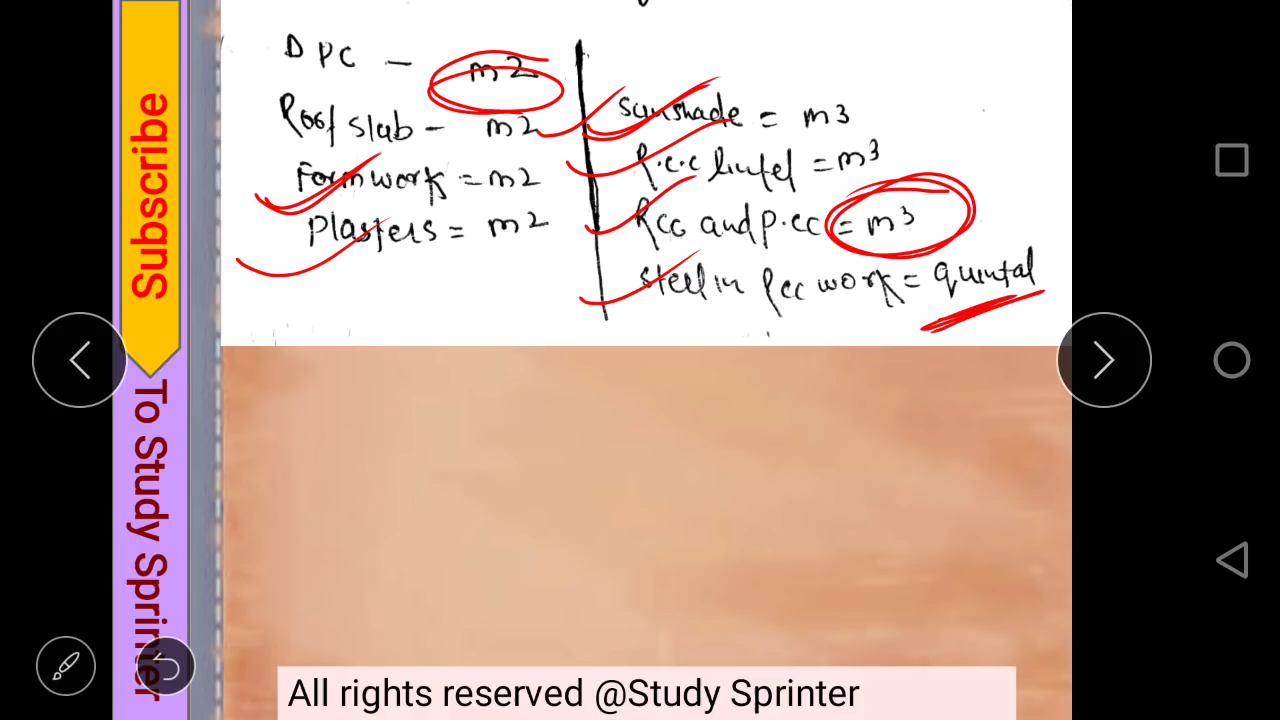 DPC - m2
Roof slab - m2
Formwork = m2
Plasters = m2
sunshade = m3
R.c.c lintel = m3
Rcc and p.cc = m3
steel in Rcc work = quintal
Subscribe
To Study Sprinter
All rights reserved @Study Sprinter